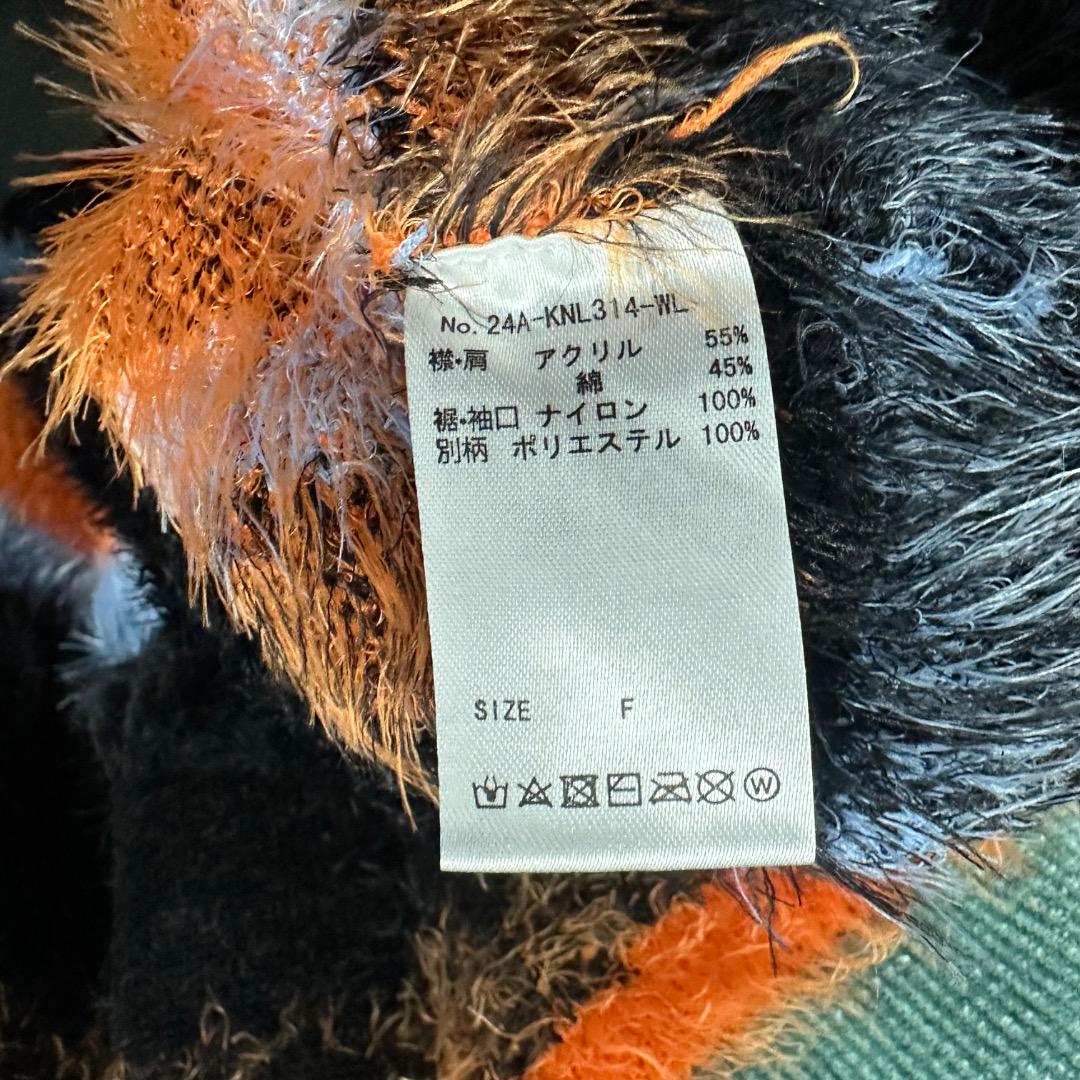 No. 24A-KNL314-WL
襟・肩 アクリル 55%
綿 45%
裾・袖口 ナイロン 100%
別柄 ポリエステル 100%
SIZE F
W